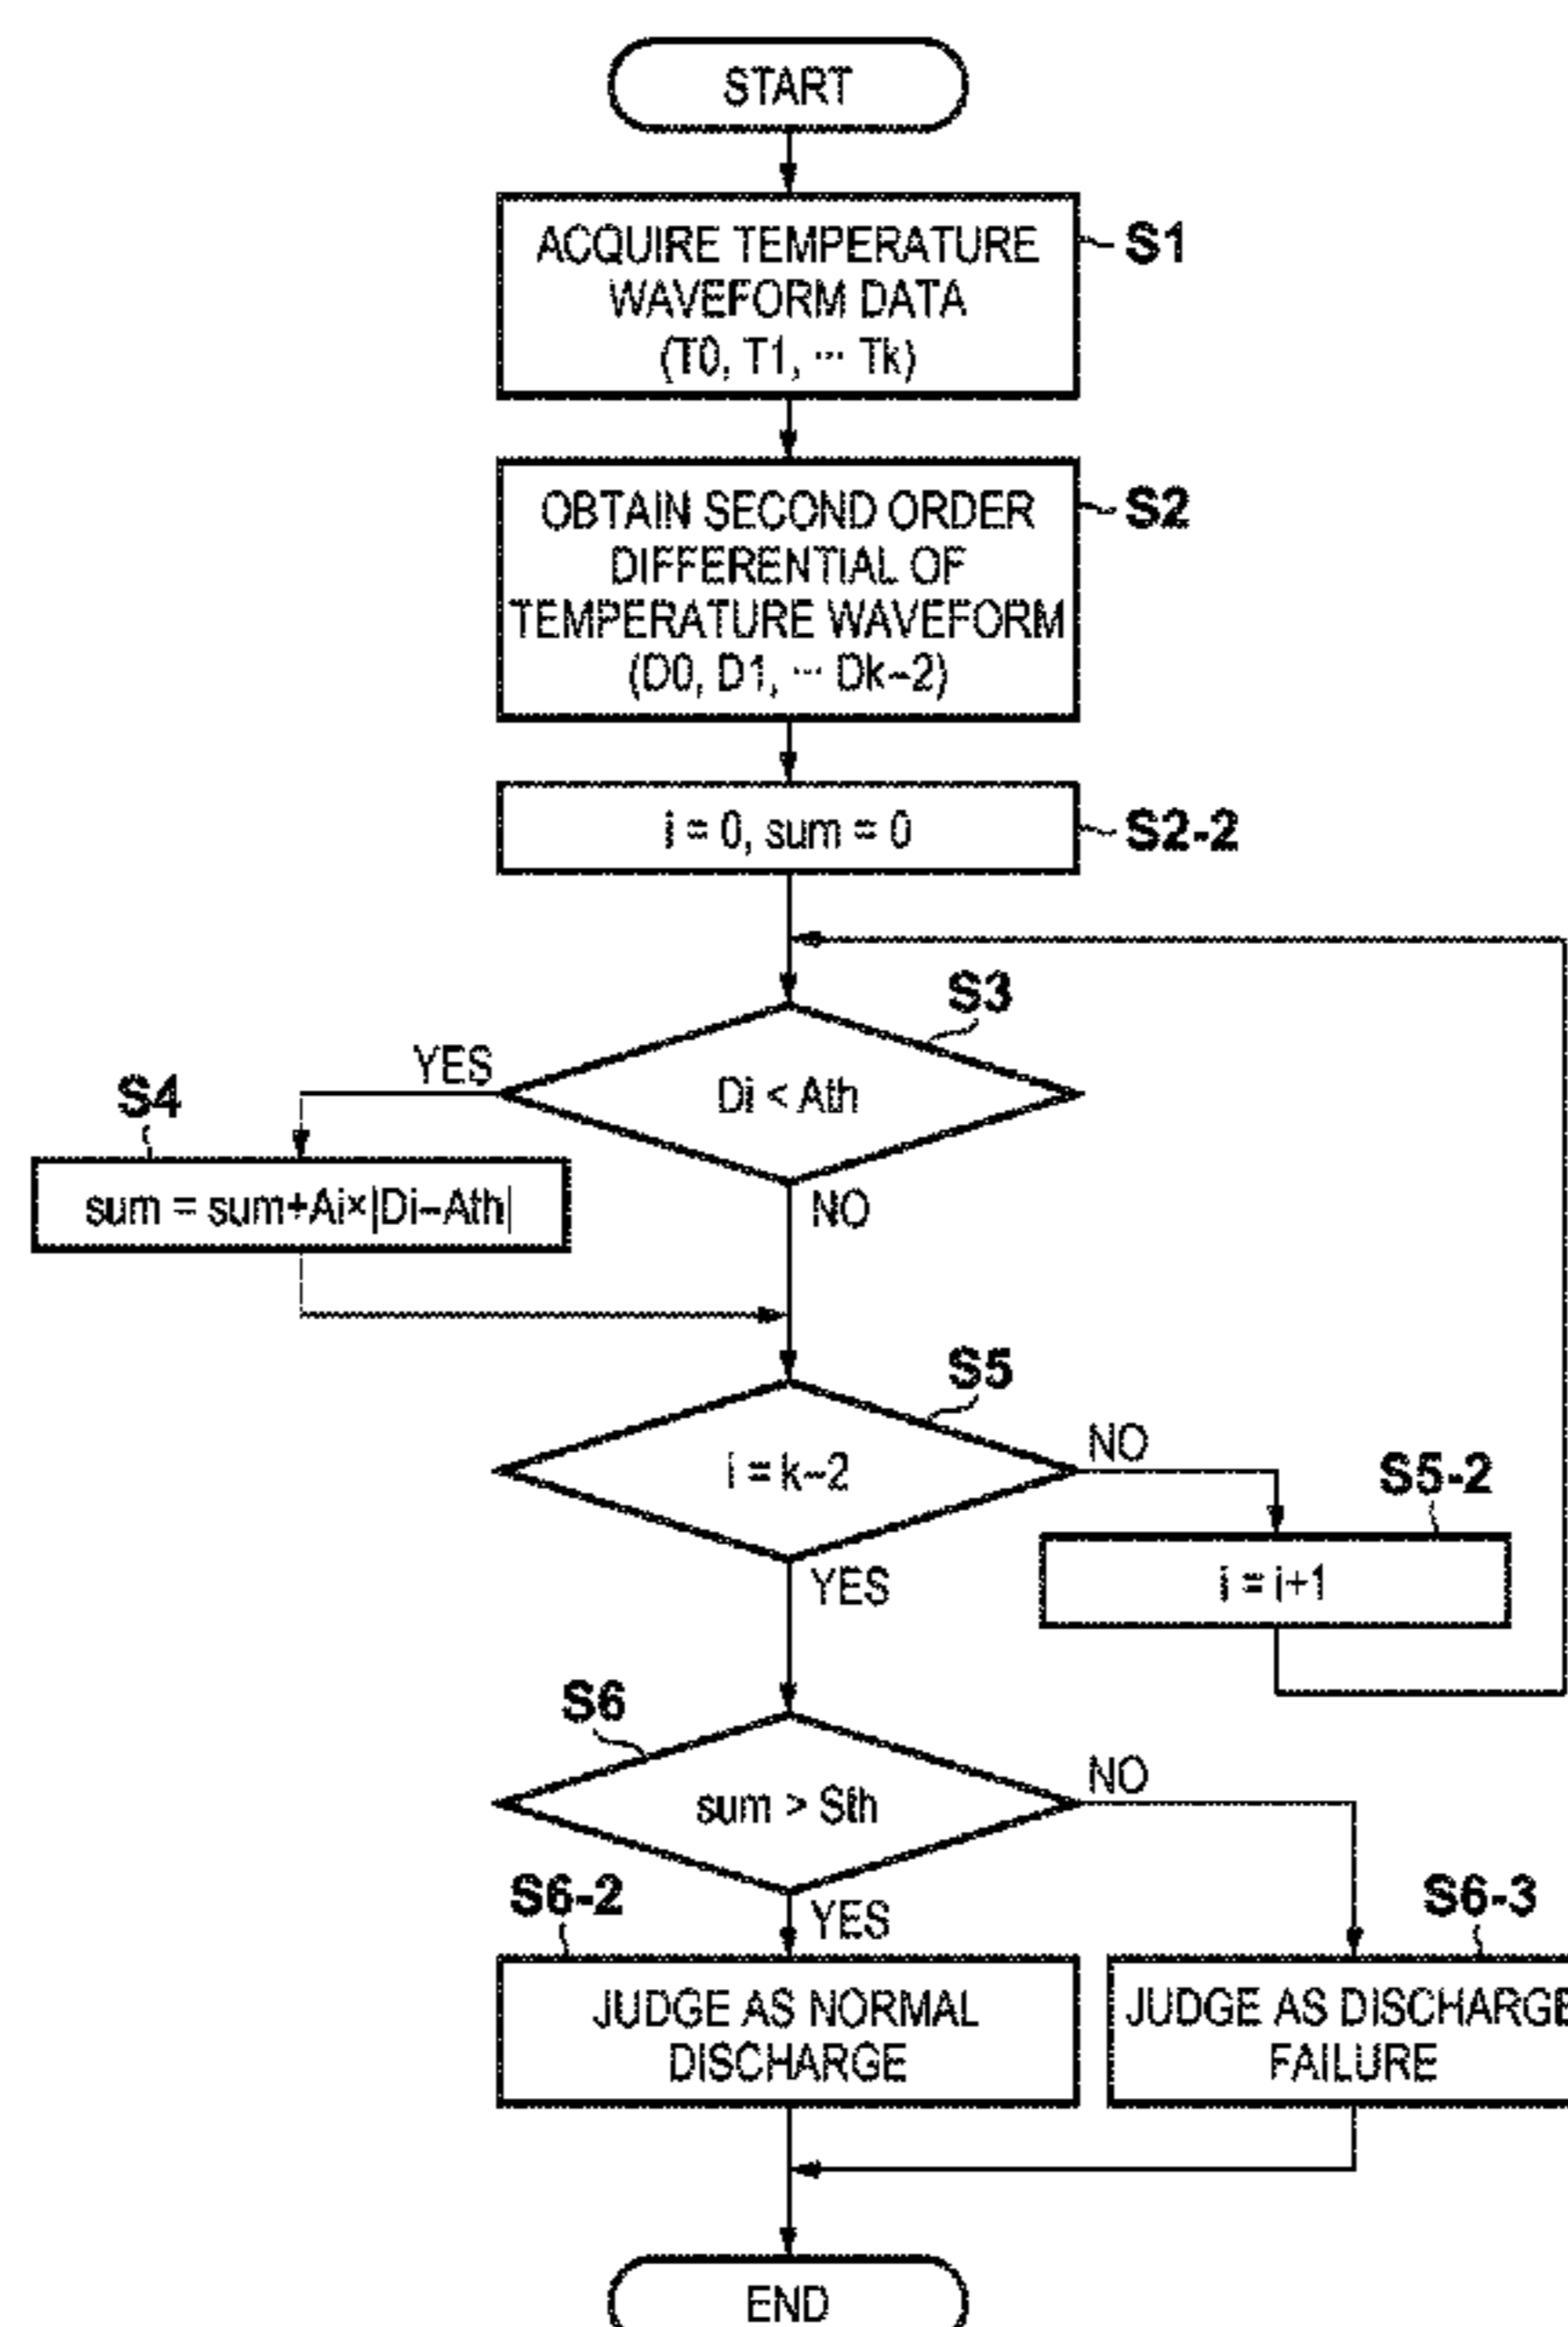 START
ACQUIRE TEMPERATURE
WAVEFORM DATA
(T0, T1, ··· Tk)
S1
OBTAIN SECOND ORDER
DIFFERENTIAL OF
TEMPERATURE WAVEFORM
(D0, D1, ··· Dk-2)
S2
i = 0, sum = 0
S2-2
S3
Di < Ath
YES
NO
S4
sum = sum+Ai×|Di-Ath|
S5
i = k-2
NO
YES
S5-2
i = i+1
S6
sum > Sth
NO
YES
S6-2
JUDGE AS NORMAL
DISCHARGE
S6-3
JUDGE AS DISCHARGE
FAILURE
END